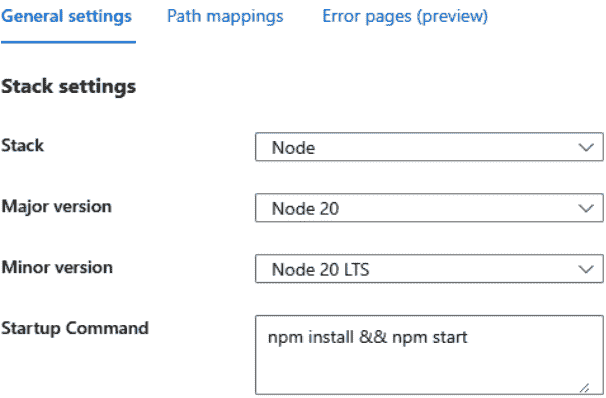 General settings Path mappings Error pages (preview)
Stack settings
Stack Node
Major version Node 20
Minor version Node 20 LTS
Startup Command npm install && npm start